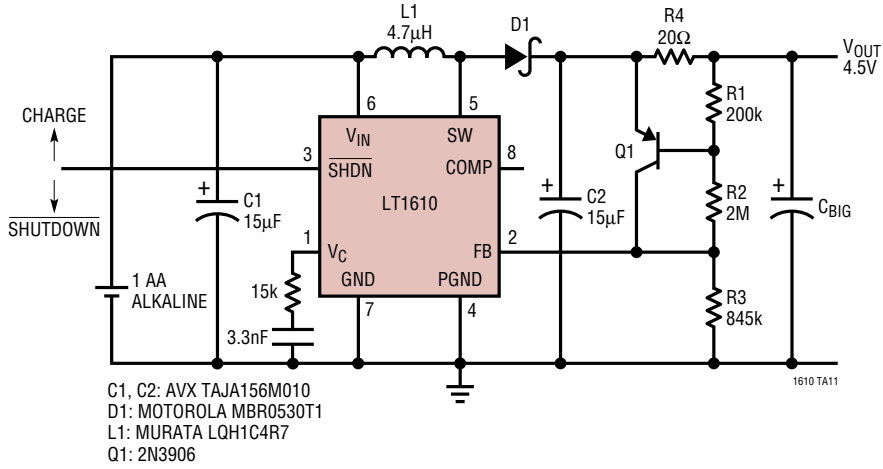 L1
4.7µH
D1
R4
20Ω
VOUT
4.5V
CHARGE
SHUTDOWN
6
5
VIN
SW
3
SHDN
COMP
8
LT1610
1
VC
FB
2
GND
PGND
7
4
+
C1
15µF
1 AA
ALKALINE
15k
3.3nF
+
C2
15µF
Q1
R1
200k
R2
2M
R3
845k
+
CBIG
1610 TA11
C1, C2: AVX TAJA156M010
D1: MOTOROLA MBR0530T1
L1: MURATA LQH1C4R7
Q1: 2N3906